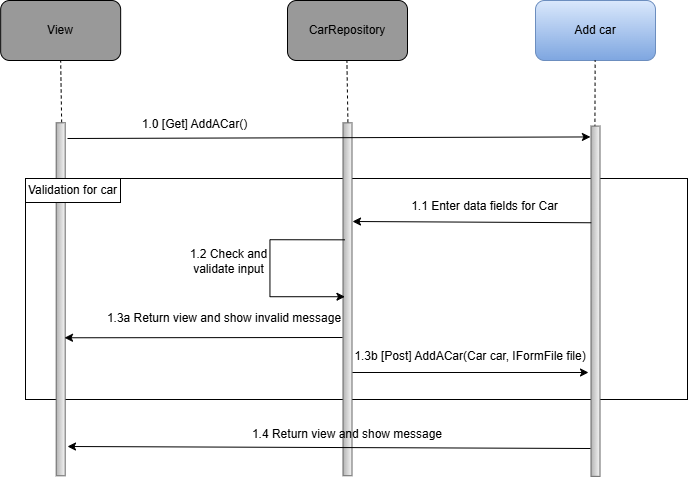 View
CarRepository
Add car
1.0 [Get] AddACar()
Validation for car
1.1 Enter data fields for Car
1.2 Check and
validate input
1.3a Return view and show invalid message
1.3b [Post] AddACar(Car car, IFormFile file)
1.4 Return view and show message